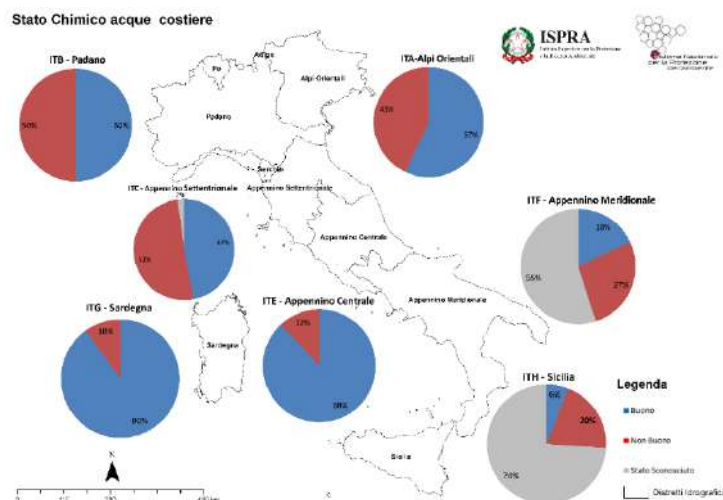 Stato Chimico acque costiere
ISPRA
ITB - Padano
50%
50%
ITA-Alpi Orientali
43%
57%
Adige
Po
Alpi Orientali
Padano
Serchio
ITC - Appennino Settentrionale
2%
47%
51%
Appennino Settentrionale
Appennino Centrale
ITF - Appennino Meridionale
18%
27%
55%
Appennino Meridionale
ITG - Sardegna
10%
90%
Sardegna
ITE - Appennino Centrale
12%
88%
ITH - Sicilia
6%
20%
74%
Sicilia
Legenda
Buono
Non Buono
Stato Sconosciuto
Distretti Idrografici
N